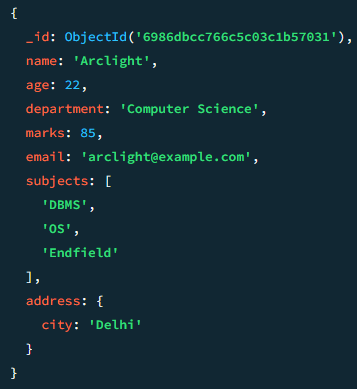 {
  _id: ObjectId('6986dbcc766c5c03c1b57031'),
  name: 'Arclight',
  age: 22,
  department: 'Computer Science',
  marks: 85,
  email: 'arclight@example.com',
  subjects: [
    'DBMS',
    'OS',
    'Endfield'
  ],
  address: {
    city: 'Delhi'
  }
}